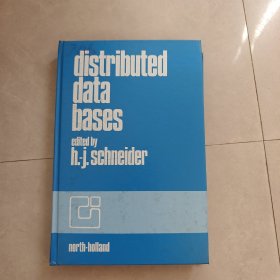 distributed
data
bases
edited by
h.-j. schneider
north-holland